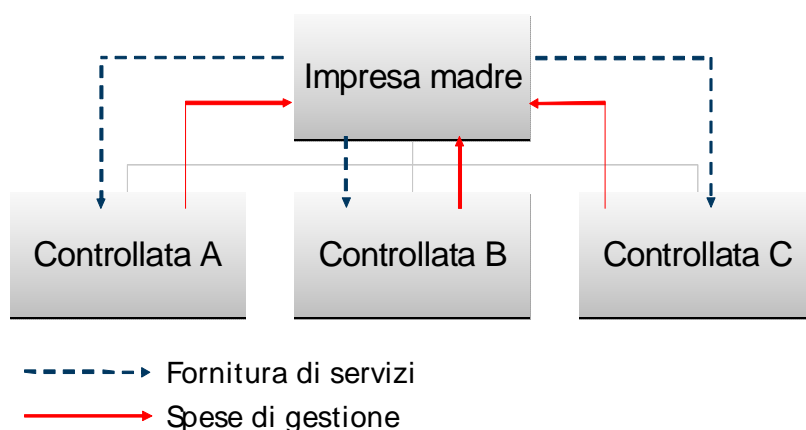 Impresa madre
Controllata A
Controllata B
Controllata C
Fornitura di servizi
Spese di gestione